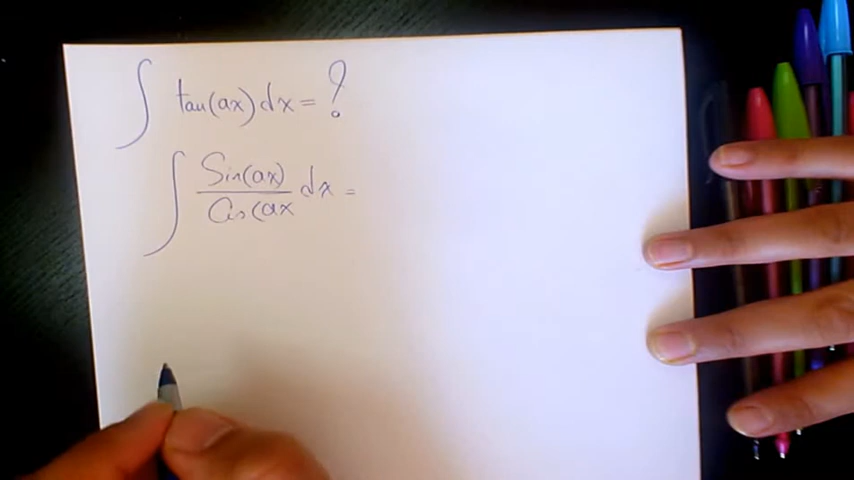 ∫ tan(ax) dx = ?
∫ Sin(ax)/Cos(ax dx =